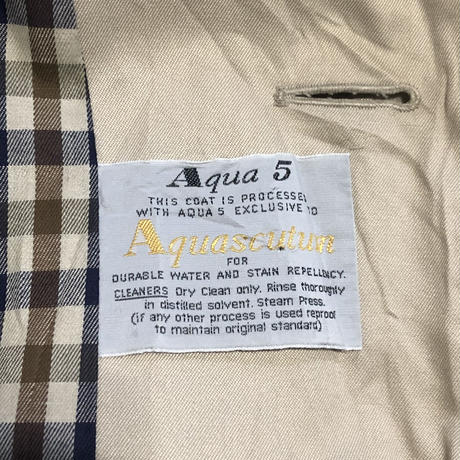 Aqua 5
THIS COAT IS PROCESSED
WITH AQUA 5 EXCLUSIVE TO
Aquascutum
FOR
DURABLE WATER AND STAIN REPELLENCY.
CLEANERS Dry Clean only. Rinse thoroughly
in distilled solvent. Steam Press.
(if any other process is used reproof
to maintain original standard)